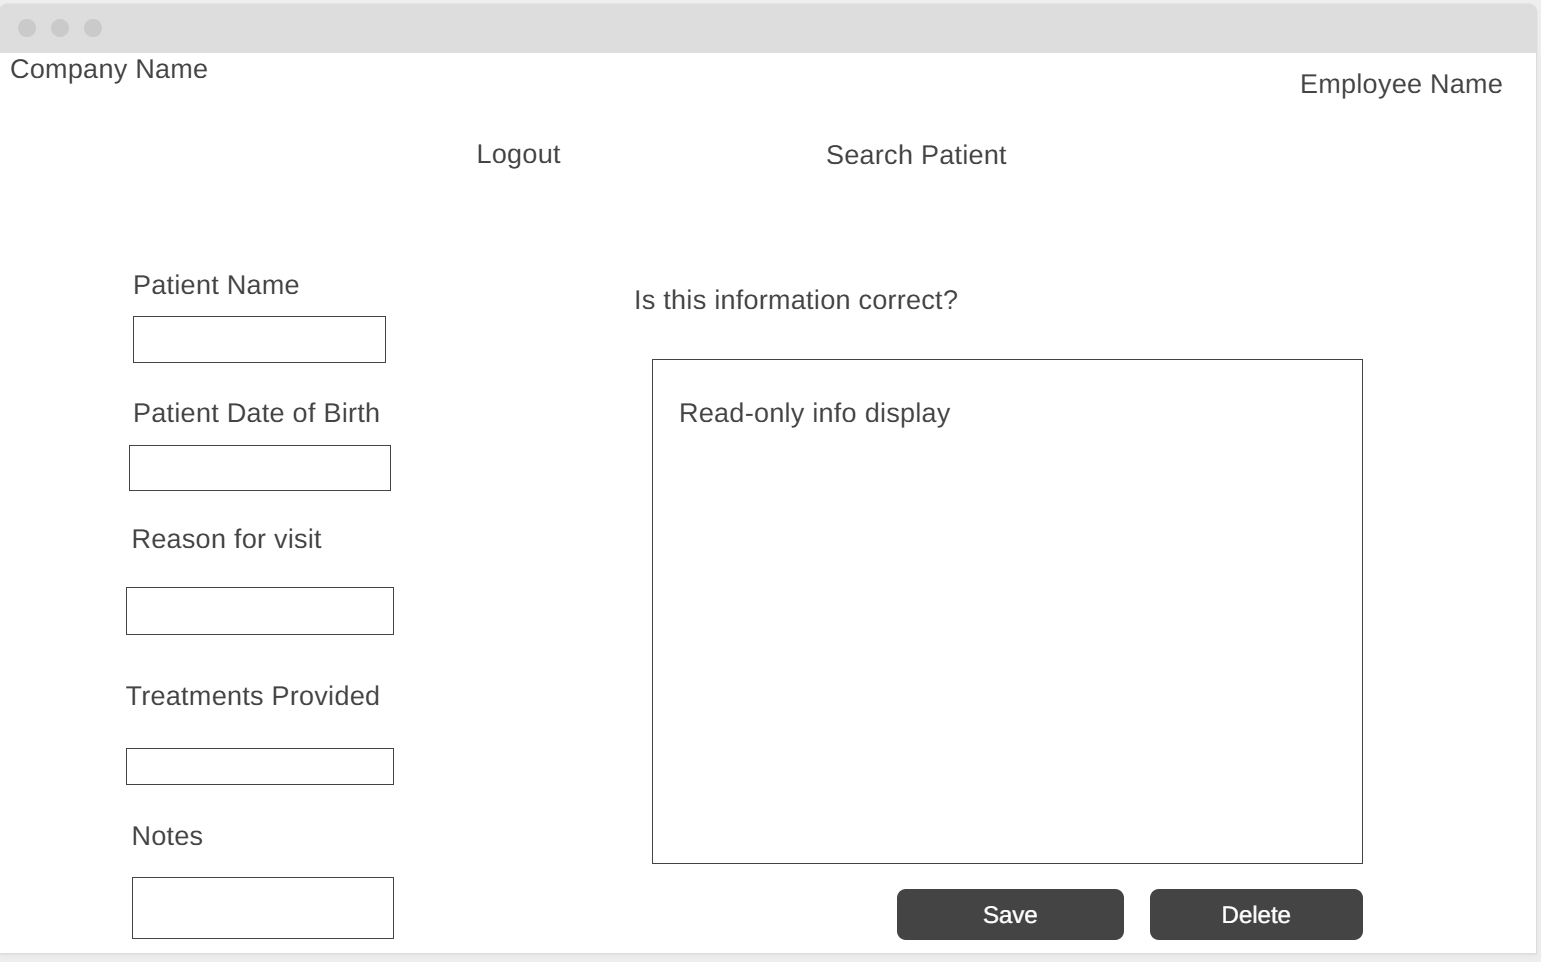 Company Name
Employee Name
Logout
Search Patient
Patient Name
Patient Date of Birth
Reason for visit
Treatments Provided
Notes
Is this information correct?
Read-only info display
Save
Delete